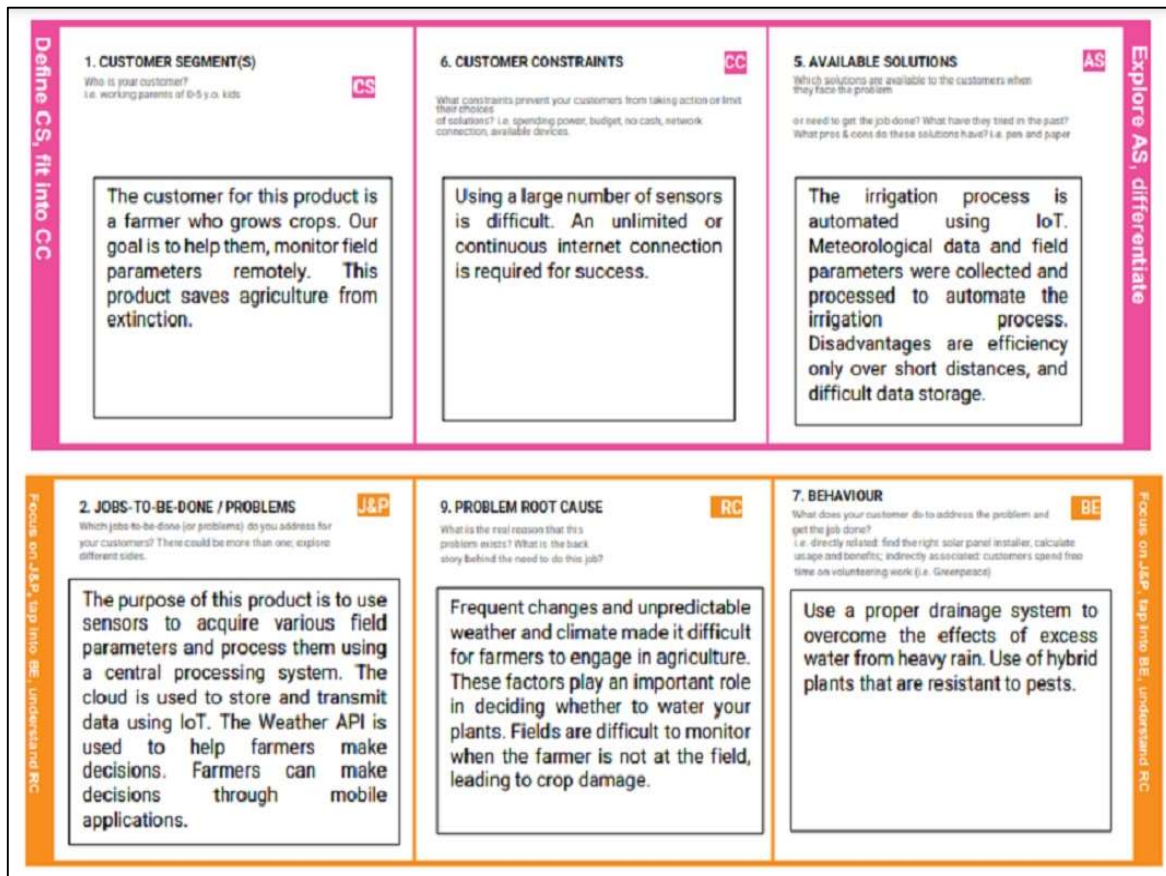 Define CS, fit into CC
1. CUSTOMER SEGMENT(S)
CS
Who is your customer?
i.e. working parents of 0-5 y.o. kids
The customer for this product is
a farmer who grows crops. Our
goal is to help them, monitor field
parameters remotely. This
product saves agriculture from
extinction.
6. CUSTOMER CONSTRAINTS
CC
What constraints prevent your customers from taking action or limit
their choices
of solutions? i.e. spending power, budget, no cash, network
connection, available devices.
Using a large number of sensors
is difficult. An unlimited or
continuous internet connection
is required for success.
5. AVAILABLE SOLUTIONS
AS
Which solutions are available to the customers when
they face the problem
or need to get the job done? What have they tried in the past?
What pros & cons do these solutions have? i.e. pen and paper
The irrigation process is
automated using IoT.
Meteorological data and field
parameters were collected and
processed to automate the
irrigation process.
Disadvantages are efficiency
only over short distances, and
difficult data storage.
Explore AS, differentiate
Focus on J&P, tap into BE, understand RC
2. JOBS-TO-BE-DONE / PROBLEMS
J&P
Which jobs-to-be-done (or problems) do you address for
your customers? There could be more than one; explore
different sides.
The purpose of this product is to use
sensors to acquire various field
parameters and process them using
a central processing system. The
cloud is used to store and transmit
data using IoT. The Weather API is
used to help farmers make
decisions. Farmers can make
decisions through mobile
applications.
9. PROBLEM ROOT CAUSE
RC
What is the real reason that this
problem exists? What is the back
story behind the need to do this job?
Frequent changes and unpredictable
weather and climate made it difficult
for farmers to engage in agriculture.
These factors play an important role
in deciding whether to water your
plants. Fields are difficult to monitor
when the farmer is not at the field,
leading to crop damage.
7. BEHAVIOUR
BE
What does your customer do to address the problem and
get the job done?
i.e. directly related: find the right solar panel installer, calculate
usage and benefits; indirectly associated: customers spend free
time on volunteering work (i.e. Greenpeace)
Use a proper drainage system to
overcome the effects of excess
water from heavy rain. Use of hybrid
plants that are resistant to pests.
Focus on J&P, tap into BE, understand RC